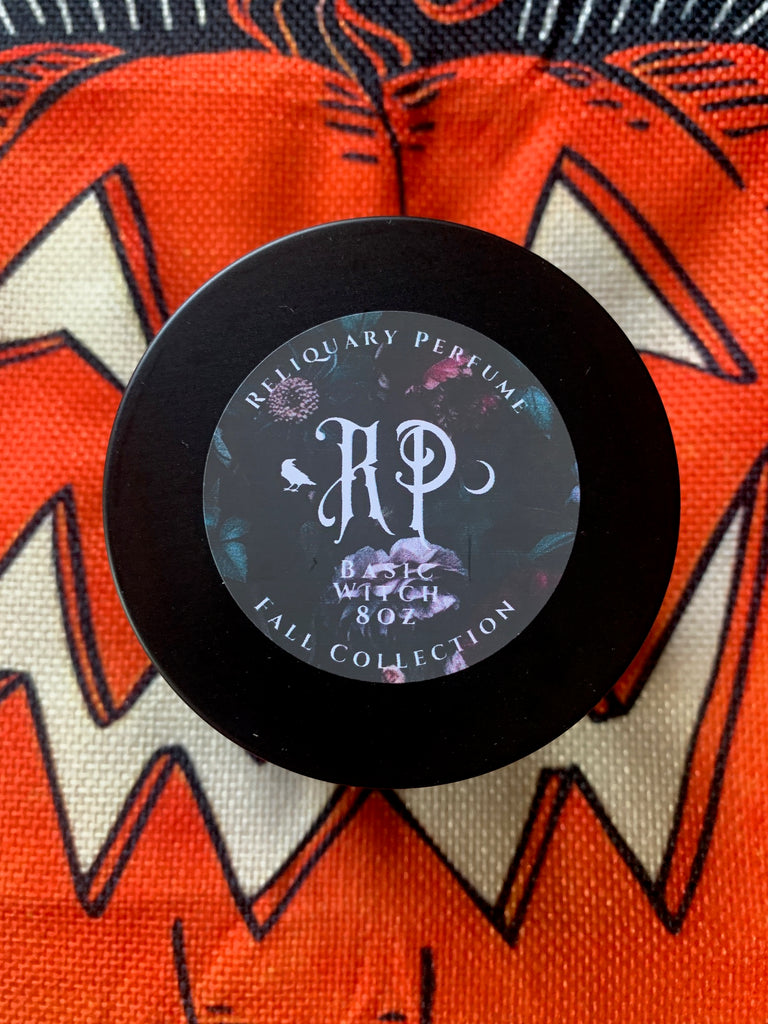 Reliquary Perfume
RP
Basic
Witch
8oz
Fall Collection